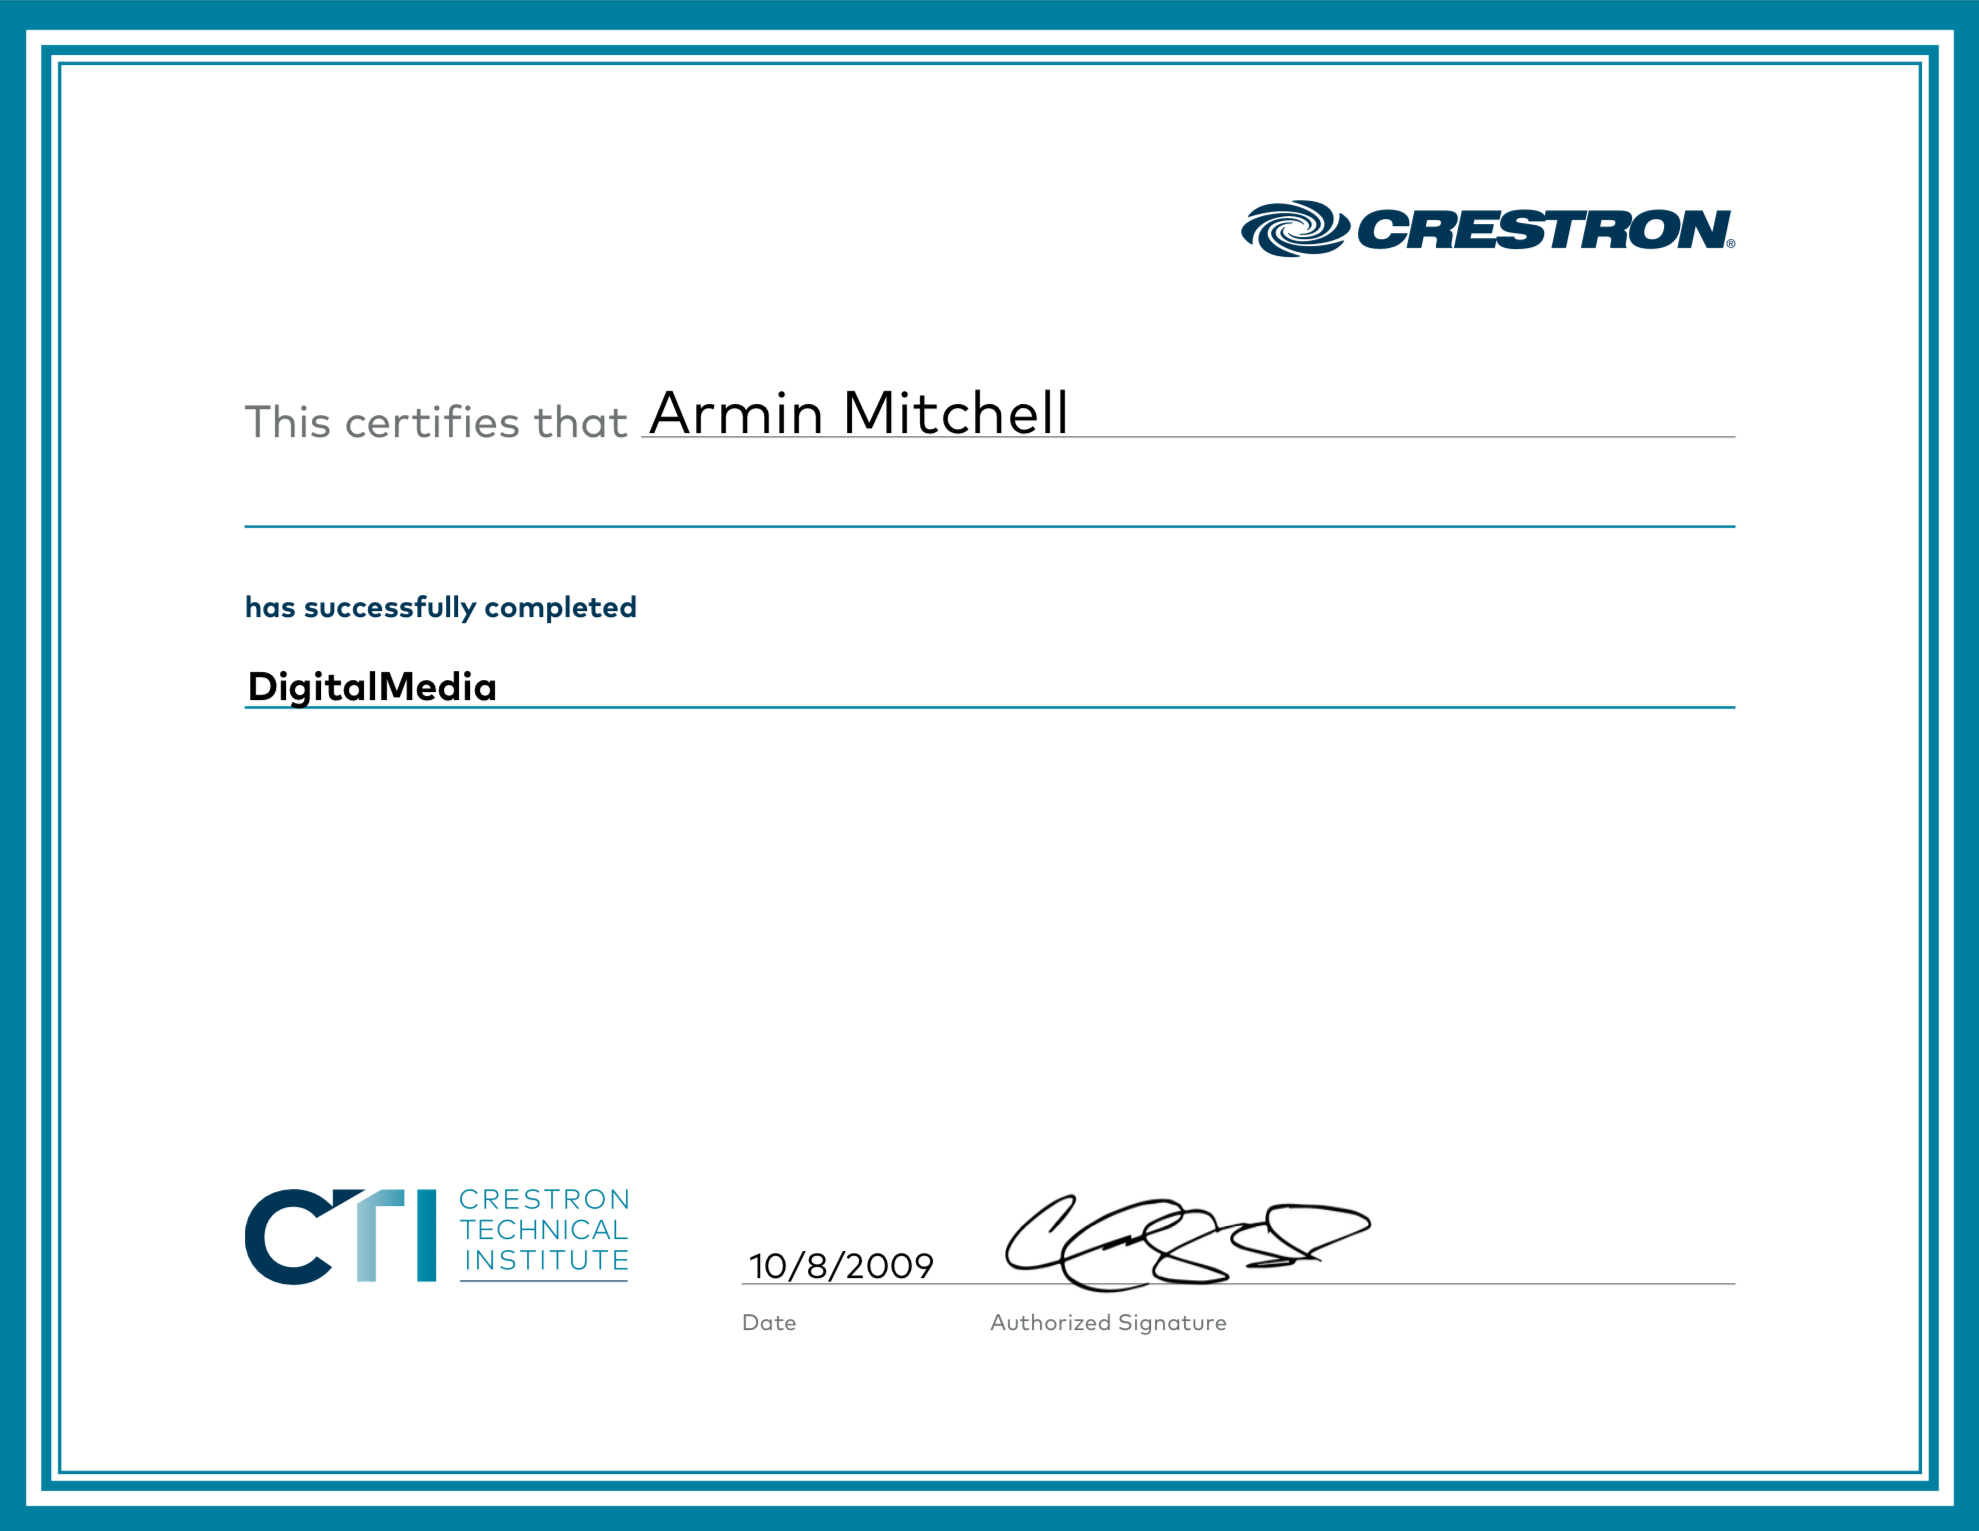 CRESTRON®
This certifies that Armin Mitchell
has successfully completed
DigitalMedia
CTI
CRESTRON
TECHNICAL
INSTITUTE
10/8/2009
Date Authorized Signature